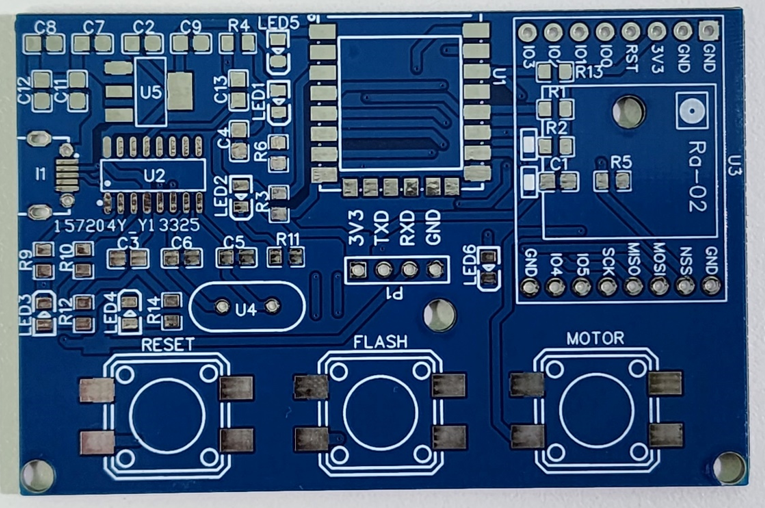 C8 C7 C2 C9 R4 LED5
C12 C11 U5 C13 LED1 U1
I1 U2 C4 R6
LED2 R3
157204Y_Y13325
R9 R10 C3 C6 C5 R11
LED3 R12 LED4 R14 U4
3V3 TXD RXD GND
P1
LED6
IO3 IO2 IO1 IO0 RST 3V3 GND GND
R13
R1
R2
C1 R5
Ra-02
U3
GND IO4 IO5 SCK MISO MOSI NSS GND
RESET FLASH MOTOR